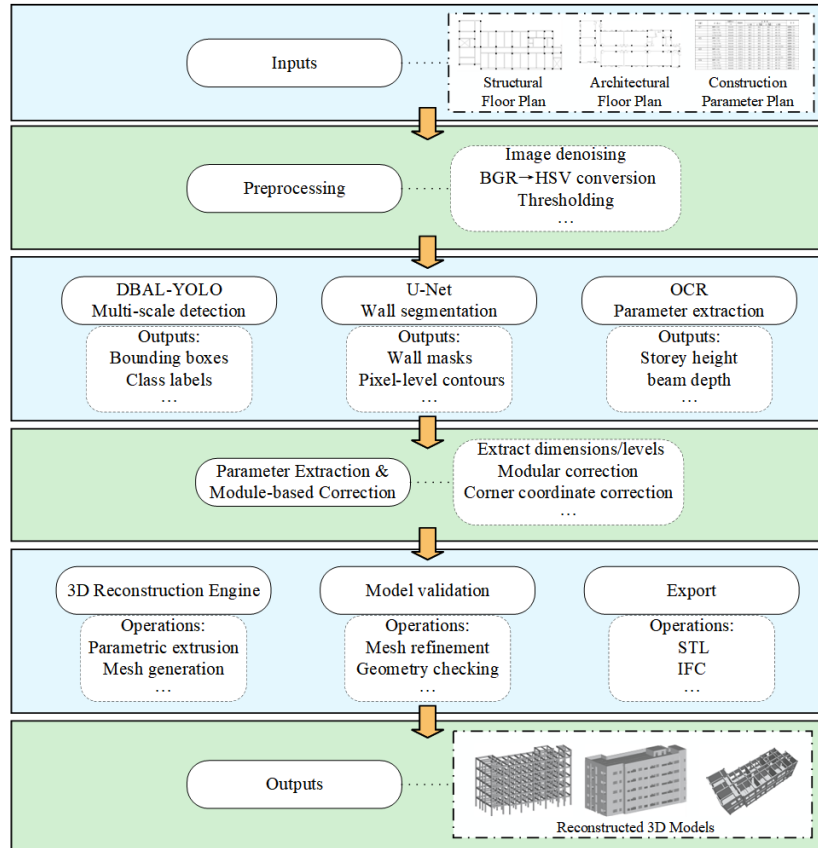 Inputs
Structural
Floor Plan
Architectural
Floor Plan
Construction
Parameter Plan
Preprocessing
Image denoising
BGR→HSV conversion
Thresholding
…
DBAL-YOLO
Multi-scale detection
Outputs:
Bounding boxes
Class labels
…
U-Net
Wall segmentation
Outputs:
Wall masks
Pixel-level contours
…
OCR
Parameter extraction
Outputs:
Storey height
beam depth
…
Parameter Extraction &
Module-based Correction
Extract dimensions/levels
Modular correction
Corner coordinate correction
…
3D Reconstruction Engine
Operations:
Parametric extrusion
Mesh generation
…
Model validation
Operations:
Mesh refinement
Geometry checking
…
Export
Operations:
STL
IFC
…
Outputs
Reconstructed 3D Models